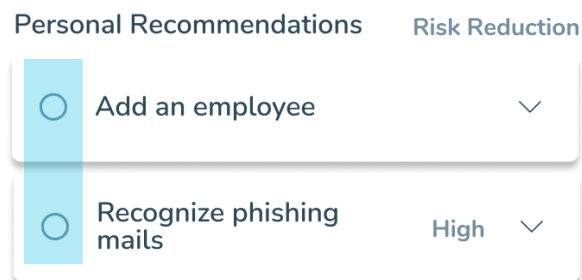 Personal Recommendations Risk Reduction
Add an employee
Recognize phishing
mails High